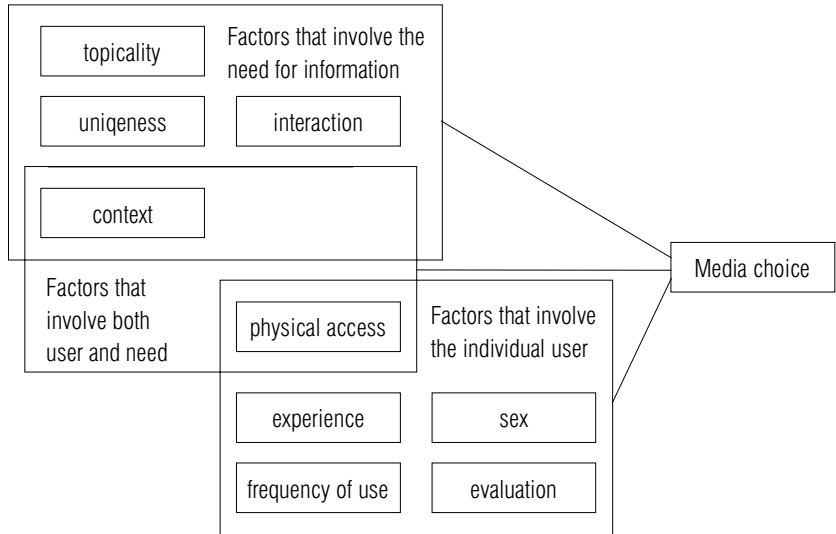 topicality
Factors that involve the
need for information
uniqeness
interaction
context
Media choice
Factors that
involve both
user and need
physical access
Factors that involve
the individual user
experience
sex
frequency of use
evaluation